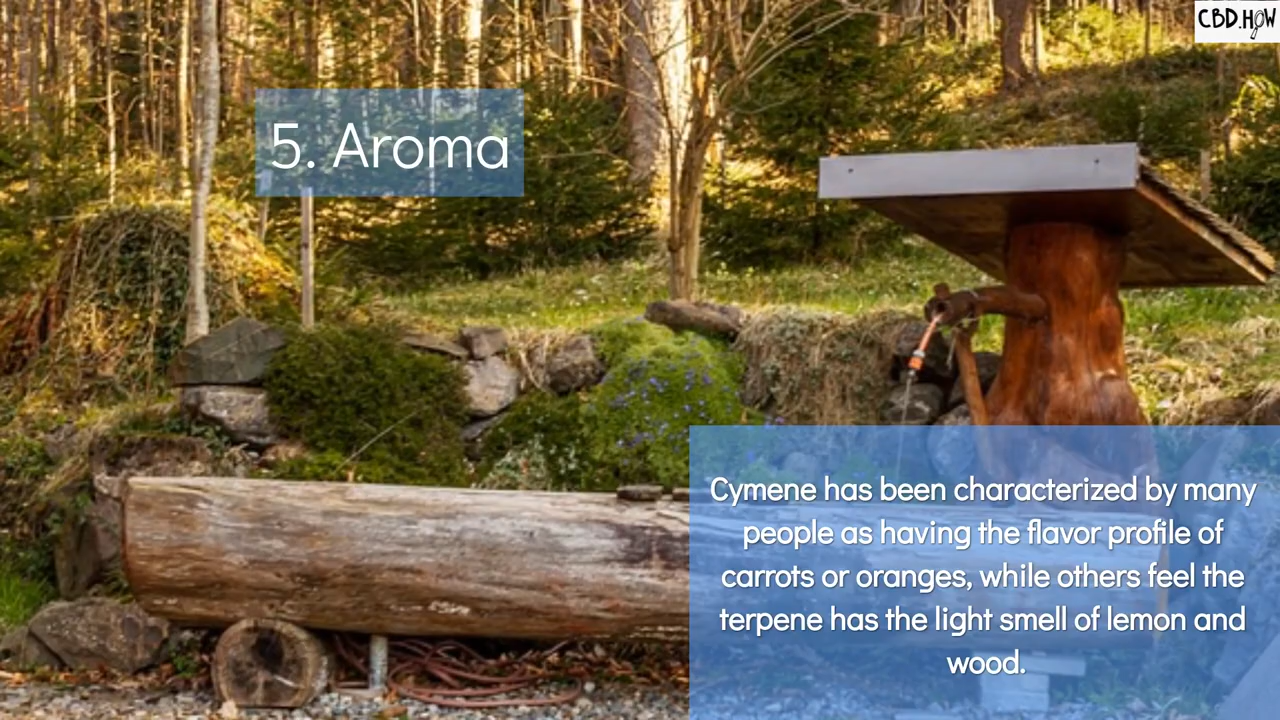 CBD.HOW
5. Aroma
Cymene has been characterized by many
people as having the flavor profile of
carrots or oranges, while others feel the
terpene has the light smell of lemon and
wood.